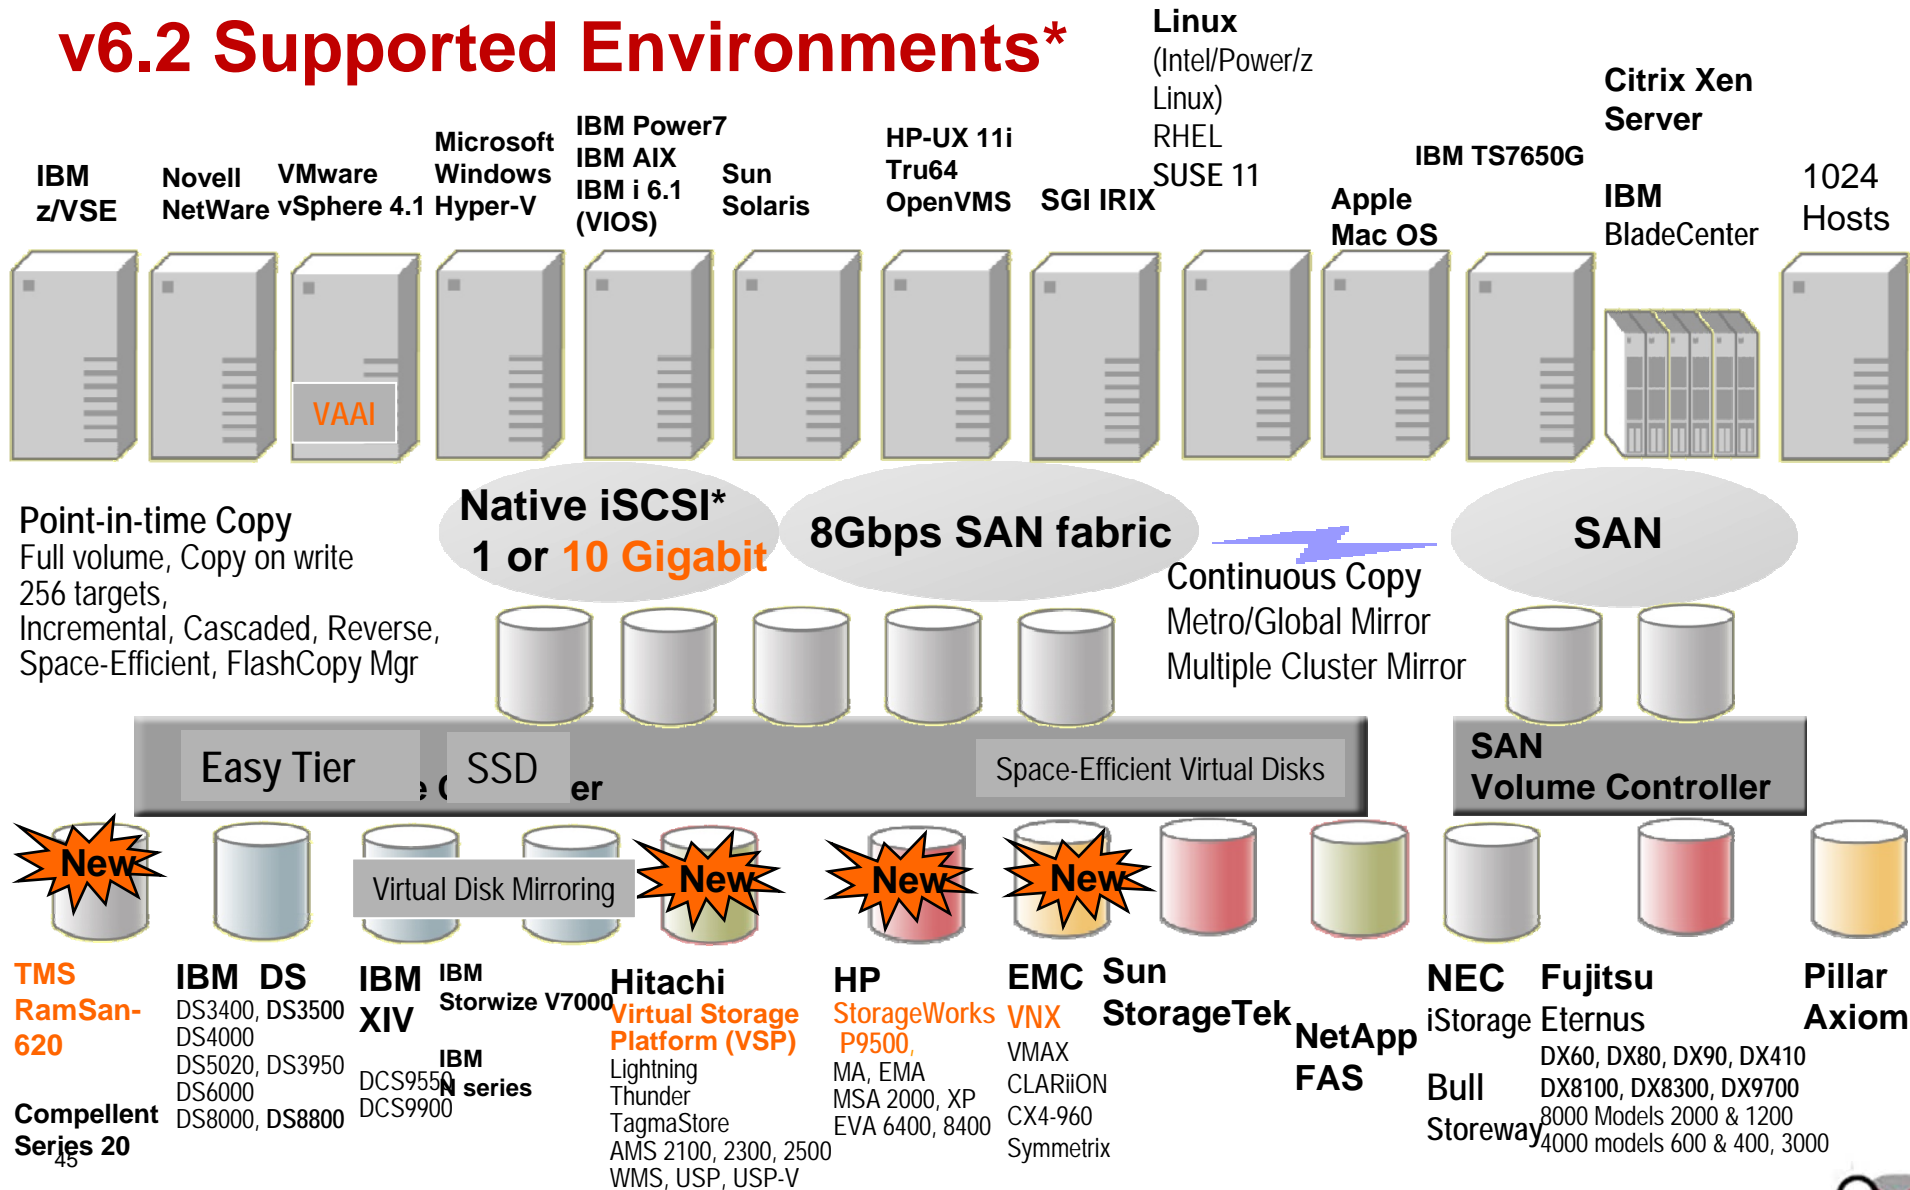 v6.2 Supported Environments*
IBM
z/VSE
Novell
NetWare
VMware
vSphere 4.1
Microsoft
Windows
Hyper-V
IBM Power7
IBM AIX
IBM i 6.1
(VIOS)
Sun
Solaris
HP-UX 11i
Tru64
OpenVMS
SGI IRIX
Linux
(Intel/Power/z
Linux)
RHEL
SUSE 11
Apple
Mac OS
IBM TS7650G
Citrix Xen
Server
IBM
BladeCenter
1024
Hosts
VAAI
Point-in-time Copy
Full volume, Copy on write
256 targets,
Incremental, Cascaded, Reverse,
Space-Efficient, FlashCopy Mgr
Native iSCSI*
1 or 10 Gigabit
8Gbps SAN fabric
Continuous Copy
Metro/Global Mirror
Multiple Cluster Mirror
SAN
Easy Tier
SSD
er
Space-Efficient Virtual Disks
SAN
Volume Controller
New
Virtual Disk Mirroring
New
New
New
TMS
RamSan-
620
Compellent
Series 20
45
IBM DS
DS3400, DS3500
DS4000
DS5020, DS3950
DS6000
DS8000, DS8800
IBM
XIV
DCS9550
DCS9900
IBM
Storwize V7000
IBM
N series
Hitachi
Virtual Storage
Platform (VSP)
Lightning
Thunder
TagmaStore
AMS 2100, 2300, 2500
WMS, USP, USP-V
HP
StorageWorks
P9500,
MA, EMA
MSA 2000, XP
EVA 6400, 8400
EMC
VNX
VMAX
CLARiiON
CX4-960
Symmetrix
Sun
StorageTek
NetApp
FAS
NEC
iStorage
Bull
Storeway
Fujitsu
Eternus
DX60, DX80, DX90, DX410
DX8100, DX8300, DX9700
8000 Models 2000 & 1200
4000 models 600 & 400, 3000
Pillar
Axiom